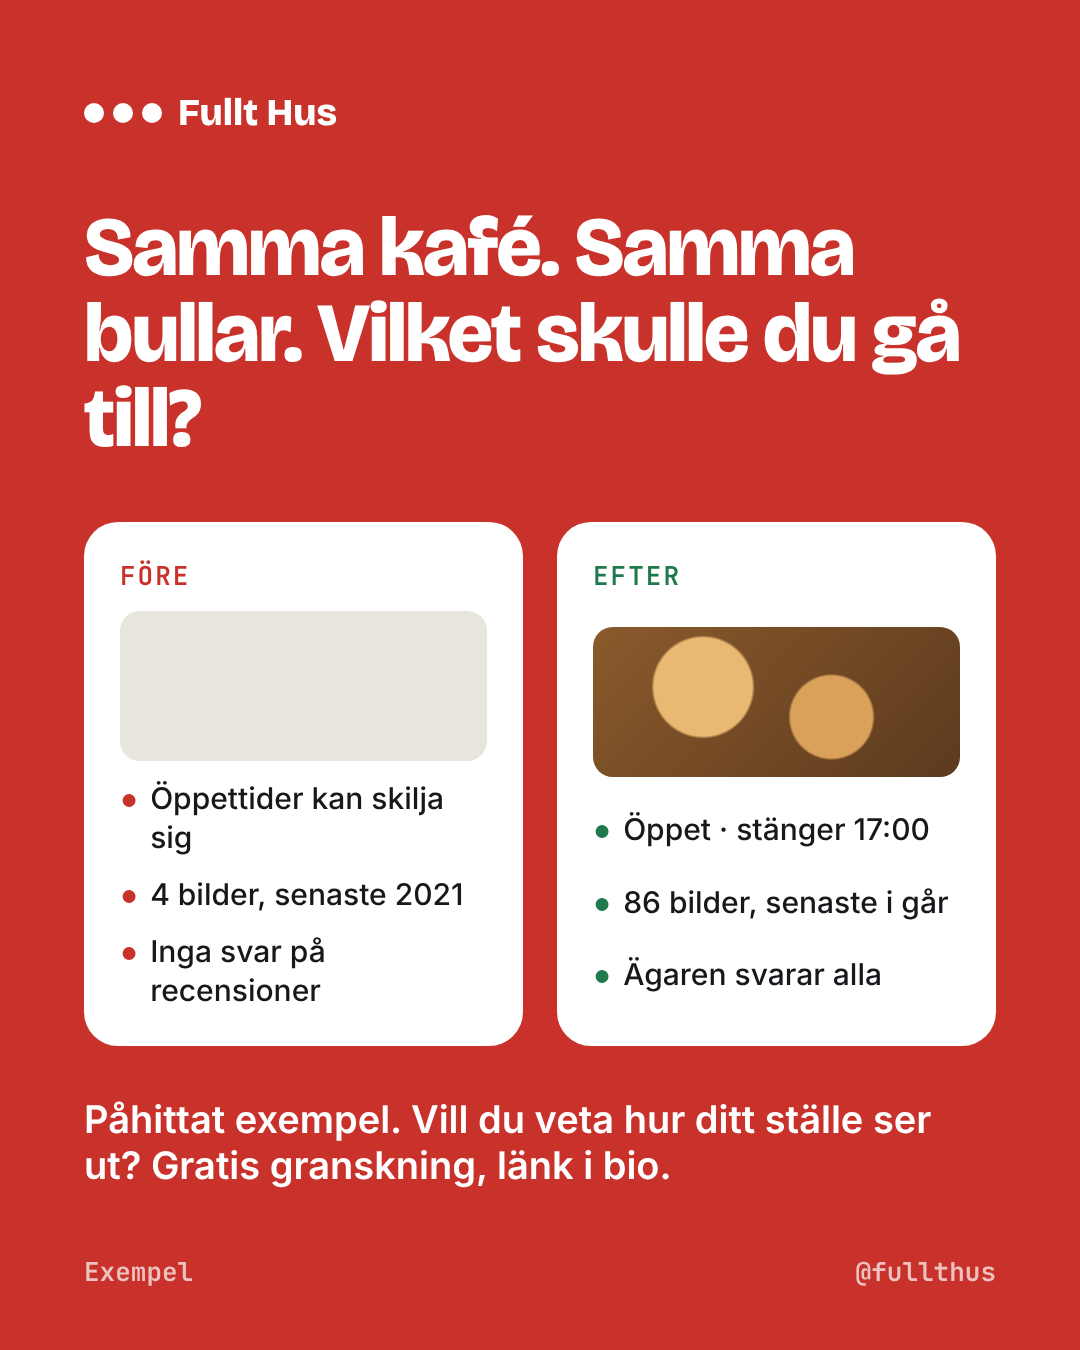 Fullt Hus
Samma kafé. Samma
bullar. Vilket skulle du gå
till?
FÖRE
Öppettider kan skilja
sig
4 bilder, senaste 2021
Inga svar på
recensioner
EFTER
Öppet · stänger 17:00
86 bilder, senaste i går
Ägaren svarar alla
Påhittat exempel. Vill du veta hur ditt ställe ser
ut? Gratis granskning, länk i bio.
Exempel
@fullthus